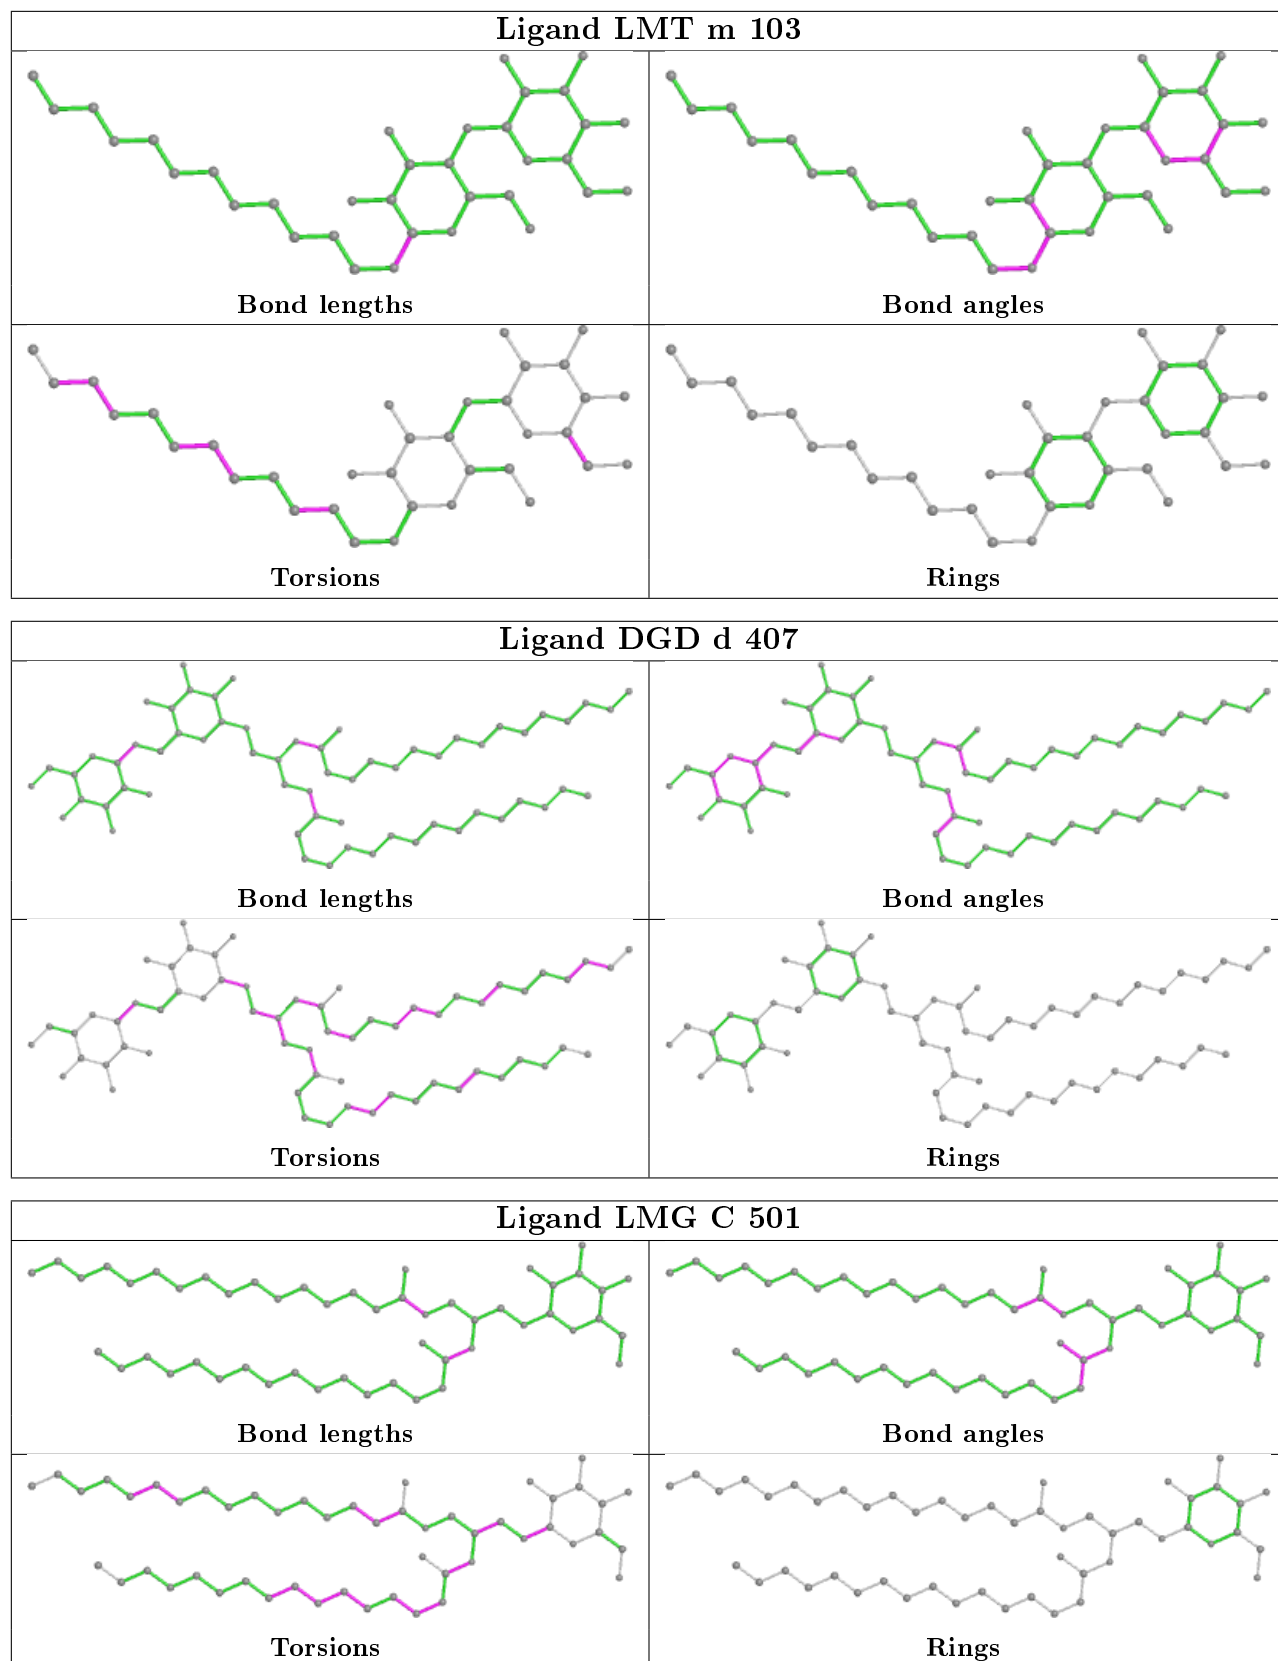 Ligand LMT m 103
Bond lengths
Bond angles
Torsions
Rings
Ligand DGD d 407
Bond lengths
Bond angles
Torsions
Rings
Ligand LMG C 501
Bond lengths
Bond angles
Torsions
Rings